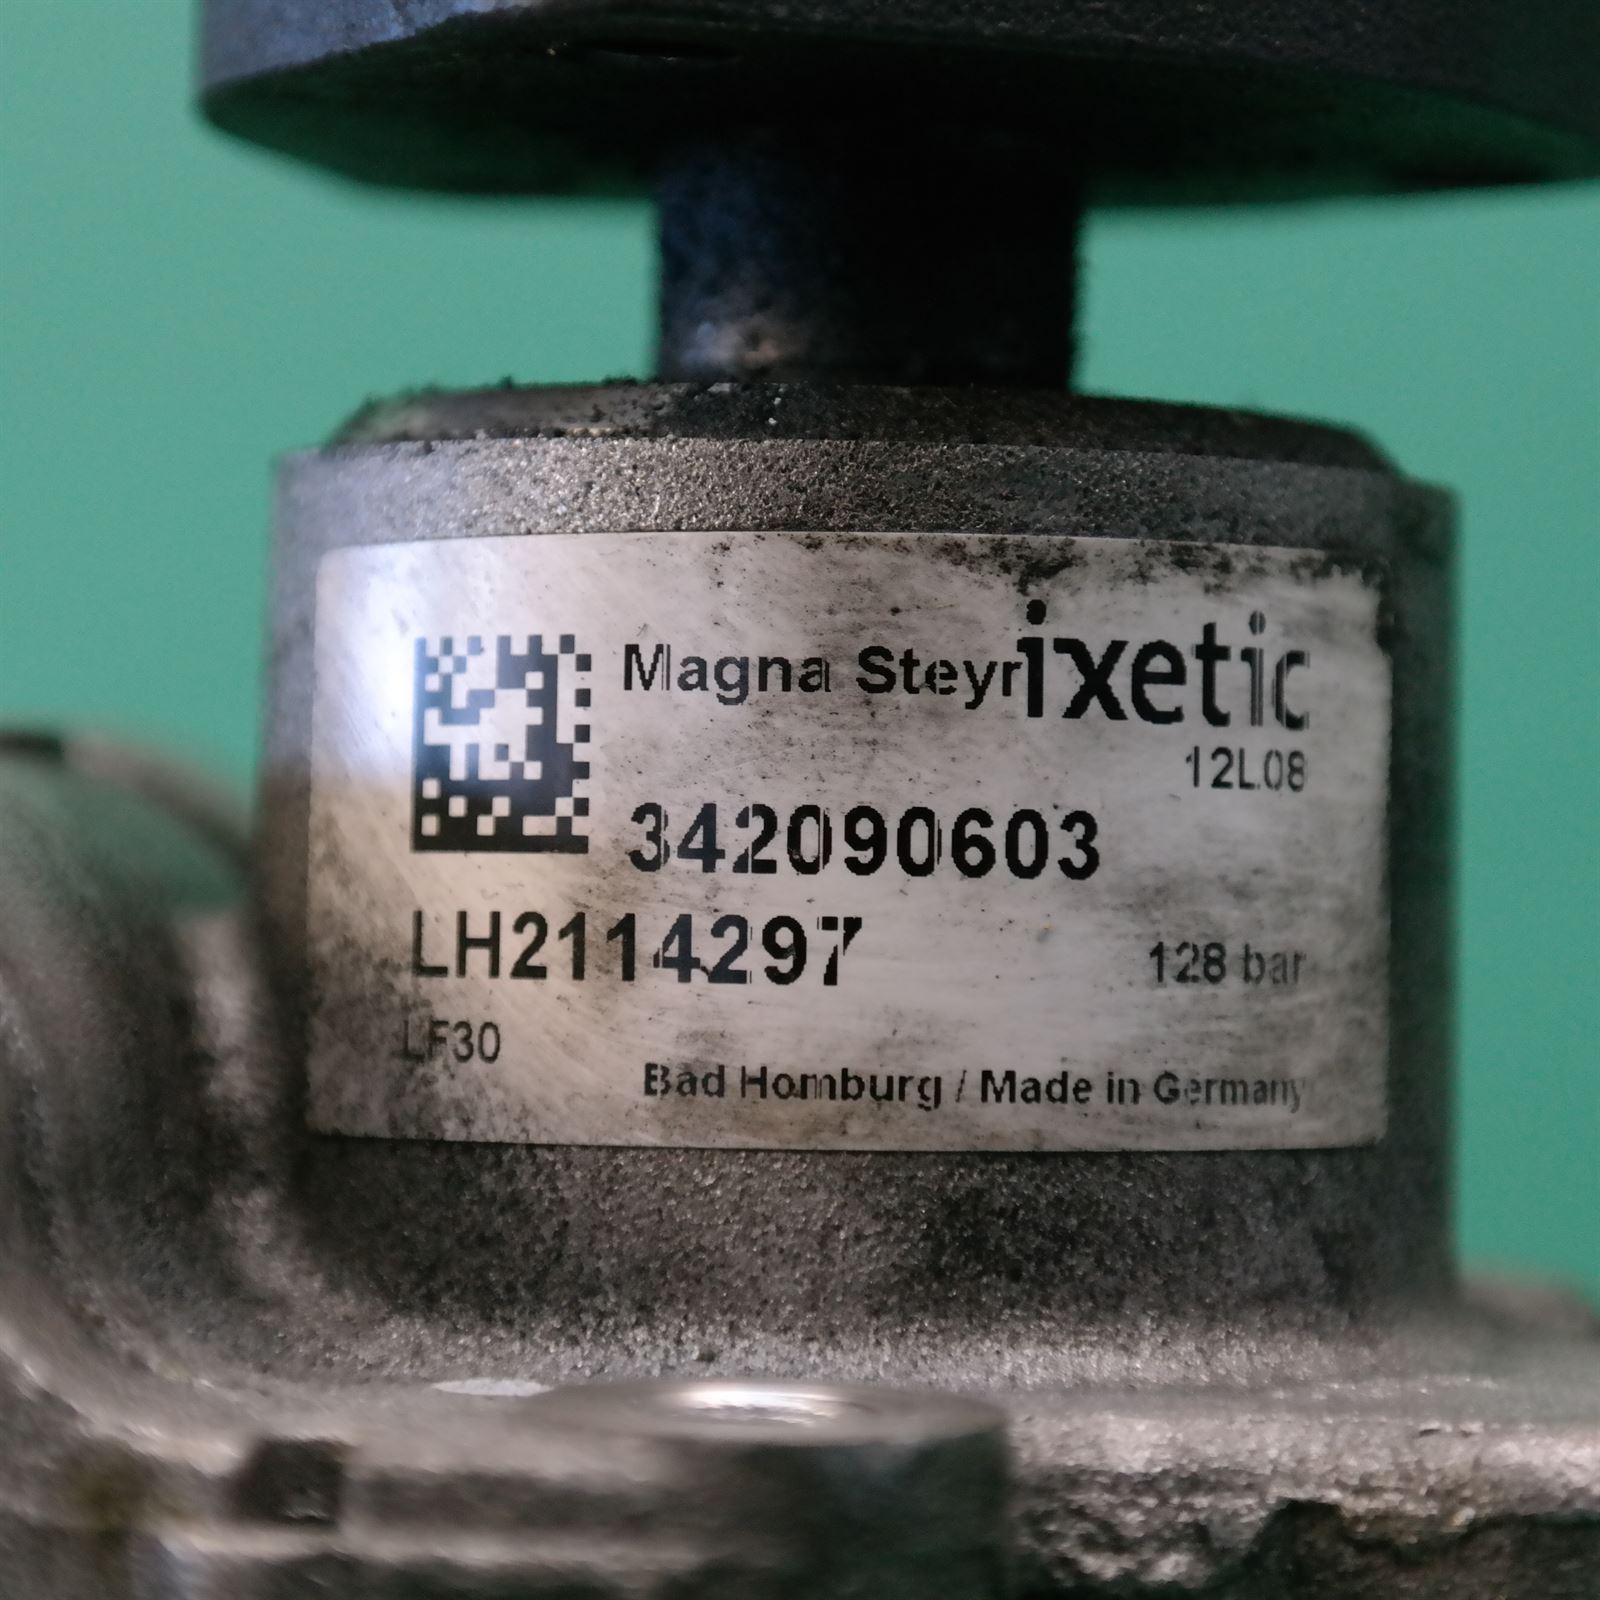 Magna Steyr ixetic
12L08
342090603
LH2114297
128 bar
LF30
Bad Homburg / Made in Germany